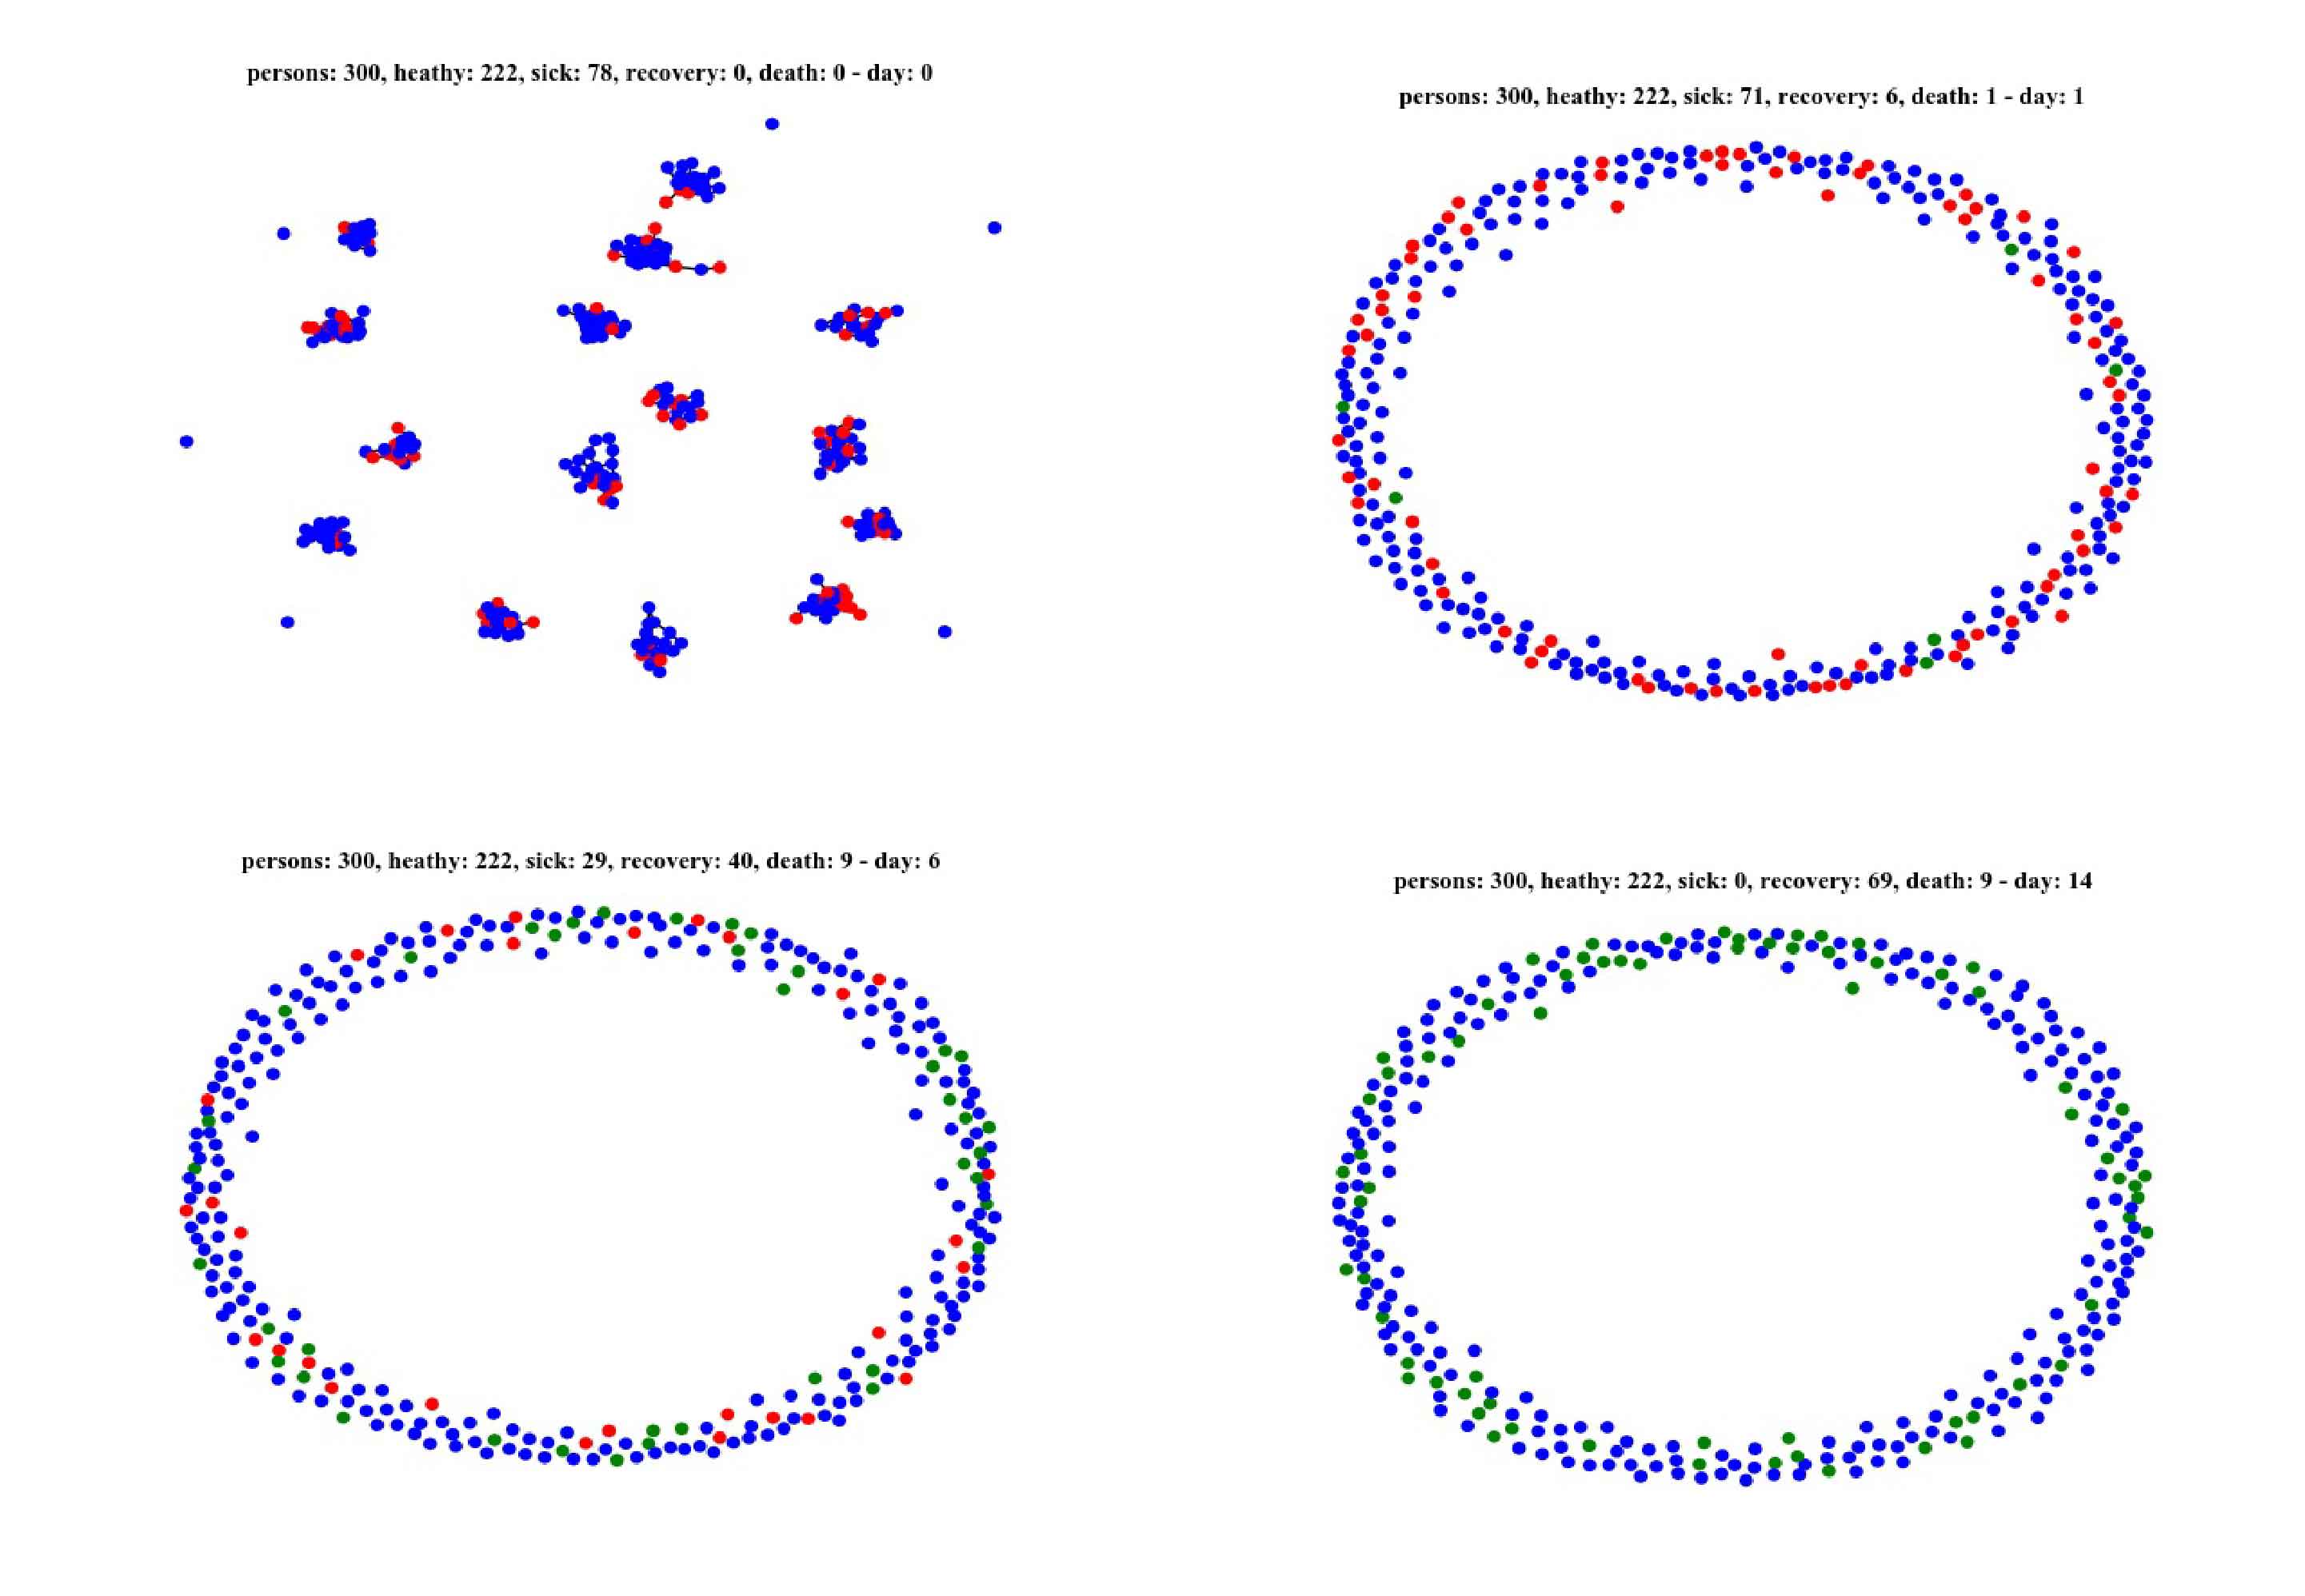 persons: 300, heathy: 222, sick: 78, recovery: 0, death: 0 - day: 0
persons: 300, heathy: 222, sick: 71, recovery: 6, death: 1 - day: 1
persons: 300, heathy: 222, sick: 29, recovery: 40, death: 9 - day: 6
persons: 300, heathy: 222, sick: 0, recovery: 69, death: 9 - day: 14